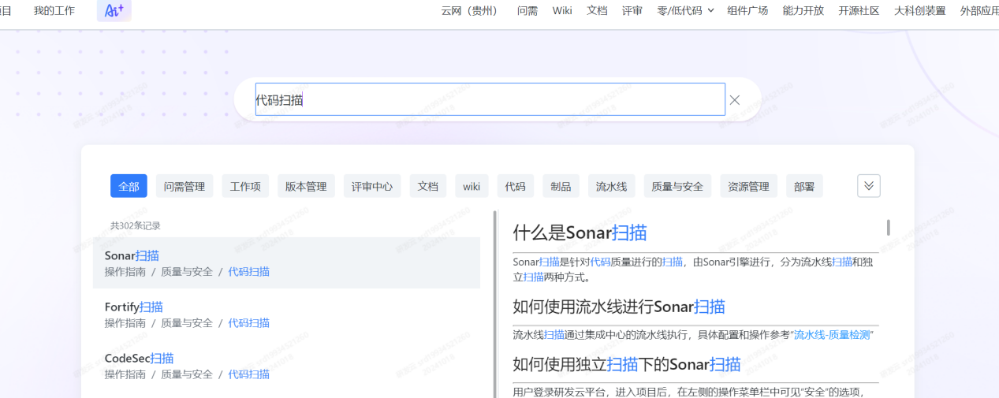 我的工作 Ai+ 云网（贵州） 问需 Wiki 文档 评审 零/低代码 组件广场 能力开放 开源社区 大科创装置 外部应用
代码扫描
全部 问需管理 工作项 版本管理 评审中心 文档 wiki 代码 制品 流水线 质量与安全 资源管理 部署
共302条记录
Sonar扫描
操作指南 / 质量与安全 / 代码扫描
Fortify扫描
操作指南 / 质量与安全 / 代码扫描
CodeSec扫描
操作指南 / 质量与安全 / 代码扫描
什么是Sonar扫描
Sonar扫描是针对代码质量进行的扫描，由Sonar引擎进行，分为流水线扫描和独
立扫描两种方式。
如何使用流水线进行Sonar扫描
流水线扫描通过集成中心的流水线执行，具体配置和操作参考“流水线-质量检测”
如何使用独立扫描下的Sonar扫描
用户登录研发云平台，进入项目后，在左侧的操作菜单栏中可见“安全”的选项，